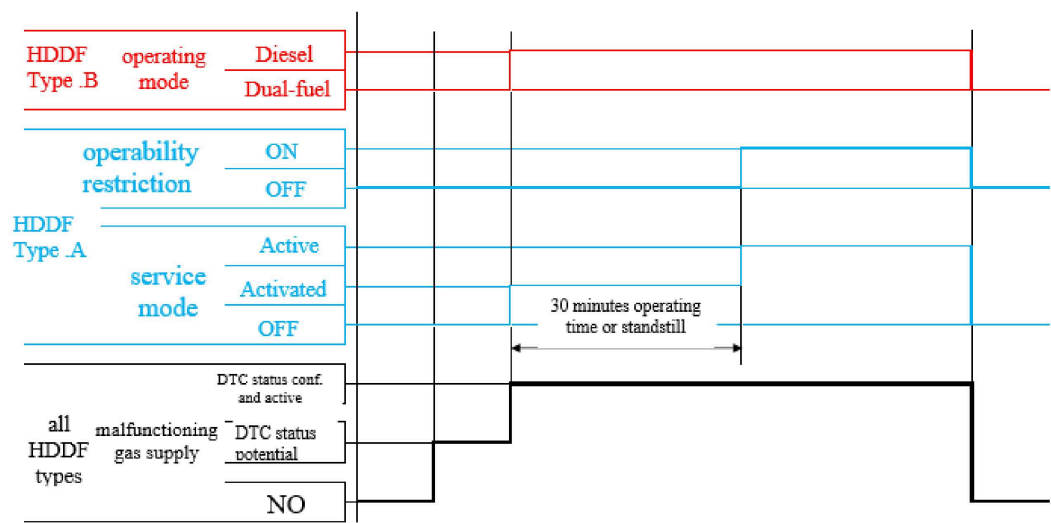 HDDF
Type .B
operating
mode
Diesel
Dual-fuel
operability
restriction
ON
OFF
HDDF
Type .A
service
mode
Active
Activated
OFF
30 minutes operating
time or standstill
all
HDDF
types
malfunctioning
gas supply
DTC status conf.
and active
DTC status
potential
NO